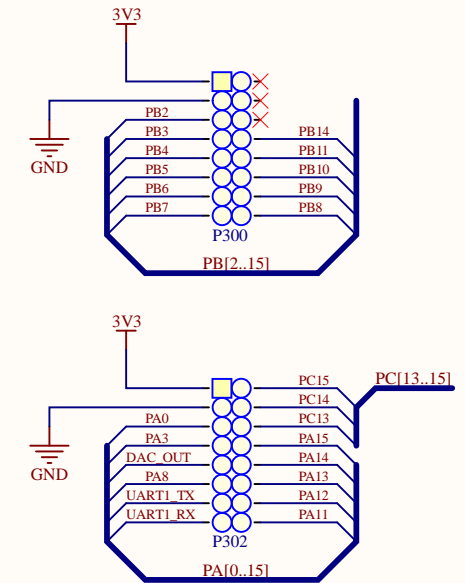 3V3
PB2
PB3 PB14
PB4 PB11
GND PB5 PB10
PB6 PB9
PB7 PB8
P300
PB[2..15]
3V3
PC15 PC[13..15]
PC14
PA0 PC13
PA3 PA15
DAC_OUT PA14
GND PA8 PA13
UART1_TX PA12
UART1_RX PA11
P302
PA[0..15]